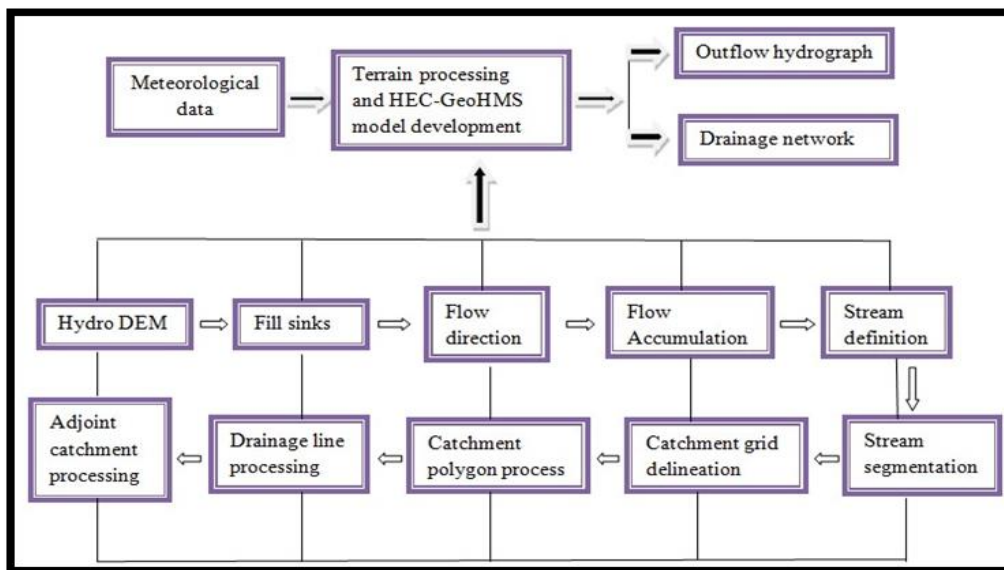 Meteorological
data
Terrain processing
and HEC-GeoHMS
model development
Outflow hydrograph
Drainage network
Hydro DEM
Fill sinks
Flow
direction
Flow
Accumulation
Stream
definition
Stream
segmentation
Catchment grid
delineation
Catchment
polygon process
Drainage line
processing
Adjoint
catchment
processing